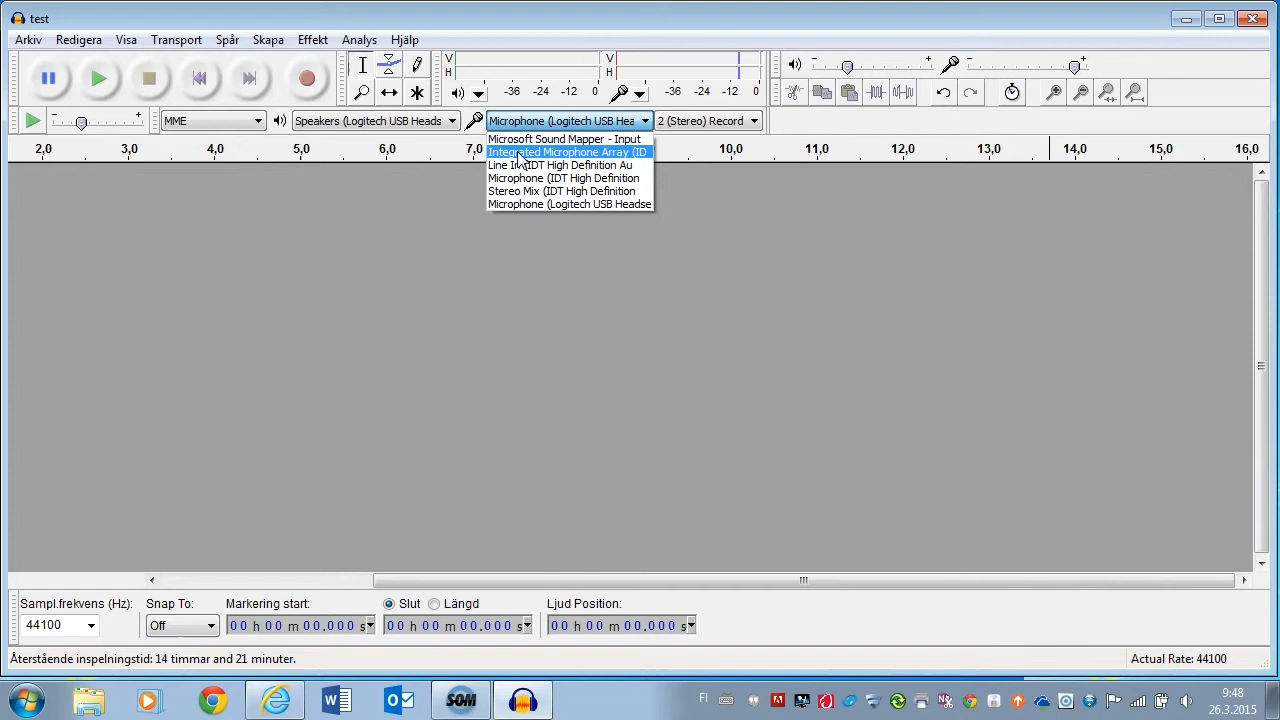 test
Arkiv Redigera Visa Transport Spår Skapa Effekt Analys Hjälp
V
H
-36 -24 -12 0
V
H
-36 -24 -12 0
- +
- +
- +
MME
Speakers (Logitech USB Heads
Microphone (Logitech USB Hea
2 (Stereo) Record
Microsoft Sound Mapper - Input
Integrated Microphone Array (ID
Line In (IDT High Definition Au
Microphone (IDT High Definition
Stereo Mix (IDT High Definition
Microphone (Logitech USB Headse
2,0 3,0 4,0 5,0 6,0 7,0 10,0 11,0 12,0 13,0 14,0 15,0 16,0
Sampl.frekvens (Hz): Snap To: Markering start: Slut Längd Ljud Position:
44100 Off 00 h 00 m 00.000 s 00 h 00 m 00.000 s 00 h 00 m 00.000 s
Återstående inspelningstid: 14 timmar and 21 minuter. Actual Rate: 44100
SOM
FI
9:48
26.3.2015